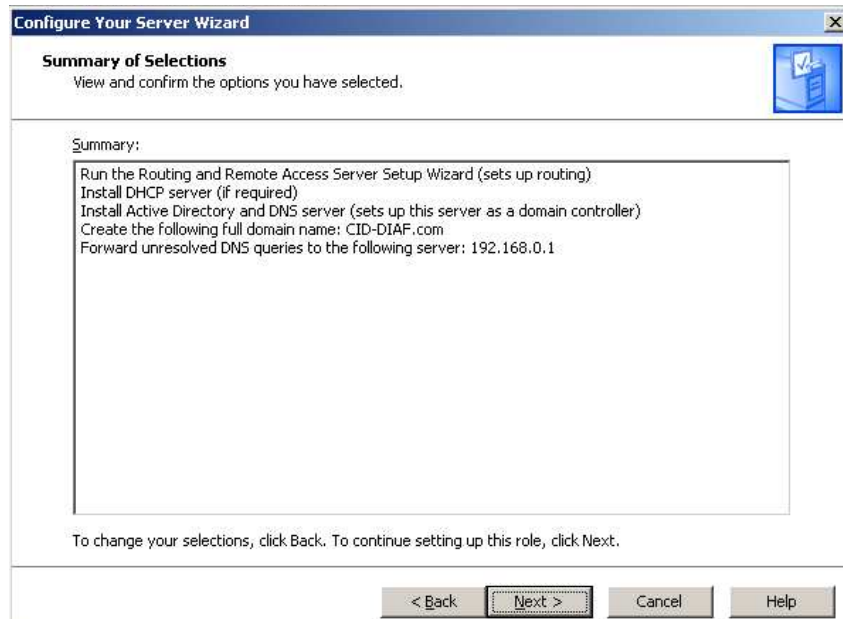 Configure Your Server Wizard
Summary of Selections
View and confirm the options you have selected.
Summary:
Run the Routing and Remote Access Server Setup Wizard (sets up routing)
Install DHCP server (if required)
Install Active Directory and DNS server (sets up this server as a domain controller)
Create the following full domain name: CID-DIAF.com
Forward unresolved DNS queries to the following server: 192.168.0.1
To change your selections, click Back. To continue setting up this role, click Next.
< Back Next > Cancel Help